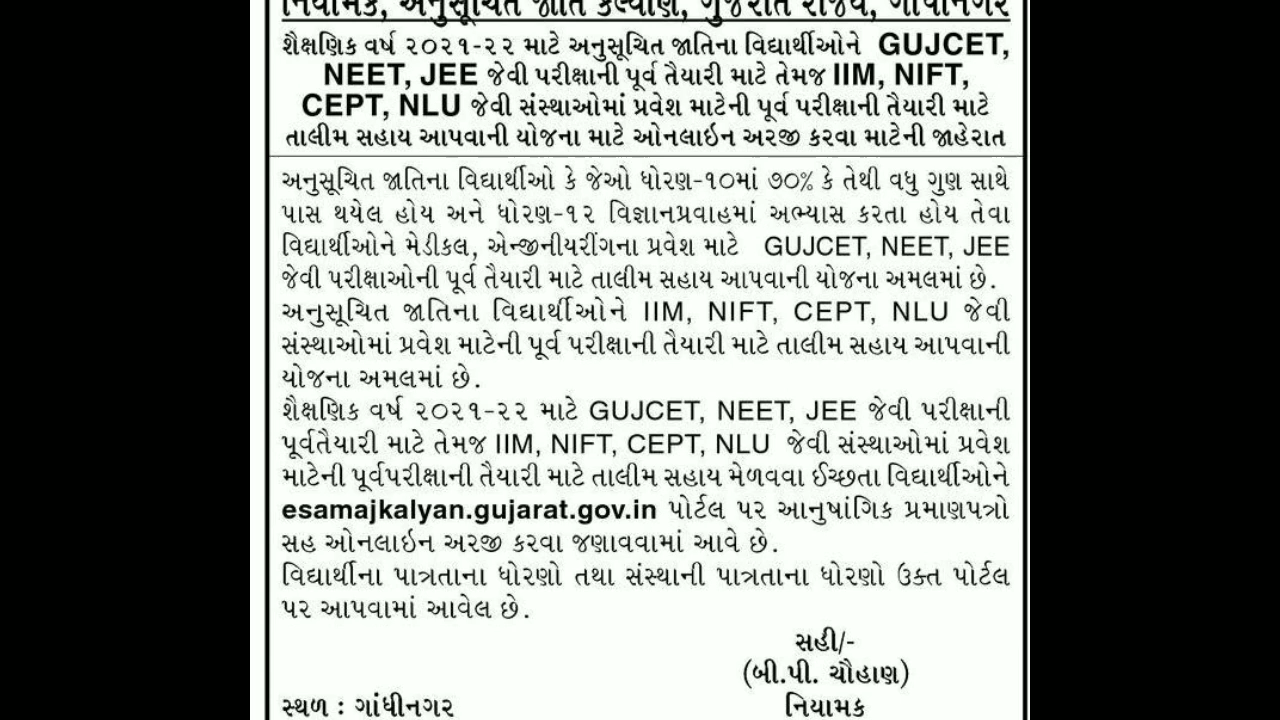 નિયામક, અનુસૂચિત જાતિ કલ્યાણ, ગુજરાત રાજ્ય, ગાંધીનગર
શૈક્ષણિક વર્ષ ૨૦૨૧-૨૨ માટે અનુસૂચિત જાતિના વિદ્યાર્થીઓને GUJCET,
NEET, JEE જેવી પરીક્ષાની પૂર્વ તૈયારી માટે તેમજ IIM, NIFT,
CEPT, NLU જેવી સંસ્થાઓમાં પ્રવેશ માટેની પૂર્વ પરીક્ષાની તૈયારી માટે
તાલીમ સહાય આપવાની યોજના માટે ઓનલાઇન અરજી કરવા માટેની જાહેરાત
અનુસૂચિત જાતિના વિદ્યાર્થીઓ કે જેઓ ધોરણ-૧૦માં ૭૦% કે તેથી વધુ ગુણ સાથે
પાસ થયેલ હોય અને ધોરણ-૧૨ વિજ્ઞાનપ્રવાહમાં અભ્યાસ કરતા હોય તેવા
વિદ્યાર્થીઓને મેડીકલ, એન્જીનીયરીંગના પ્રવેશ માટે GUJCET, NEET, JEE
જેવી પરીક્ષાઓની પૂર્વ તૈયારી માટે તાલીમ સહાય આપવાની યોજના અમલમાં છે.
અનુસૂચિત જાતિના વિદ્યાર્થીઓને IIM, NIFT, CEPT, NLU જેવી
સંસ્થાઓમાં પ્રવેશ માટેની પૂર્વ પરીક્ષાની તૈયારી માટે તાલીમ સહાય આપવાની
યોજના અમલમાં છે.
શૈક્ષણિક વર્ષ ૨૦૨૧-૨૨ માટે GUJCET, NEET, JEE જેવી પરીક્ષાની
પૂર્વતૈયારી માટે તેમજ IIM, NIFT, CEPT, NLU જેવી સંસ્થાઓમાં પ્રવેશ
માટેની પૂર્વપરીક્ષાની તૈયારી માટે તાલીમ સહાય મેળવવા ઈચ્છતા વિદ્યાર્થીઓને
esamajkalyan.gujarat.gov.in પોર્ટલ પર આનુષાંગિક પ્રમાણપત્રો
સહ ઓનલાઇન અરજી કરવા જણાવવામાં આવે છે.
વિદ્યાર્થીના પાત્રતાના ધોરણો તથા સંસ્થાની પાત્રતાના ધોરણો ઉક્ત પોર્ટલ
પર આપવામાં આવેલ છે.
સહી/-
(બી.પી. ચૌહાણ)
સ્થળ : ગાંધીનગર નિયામક